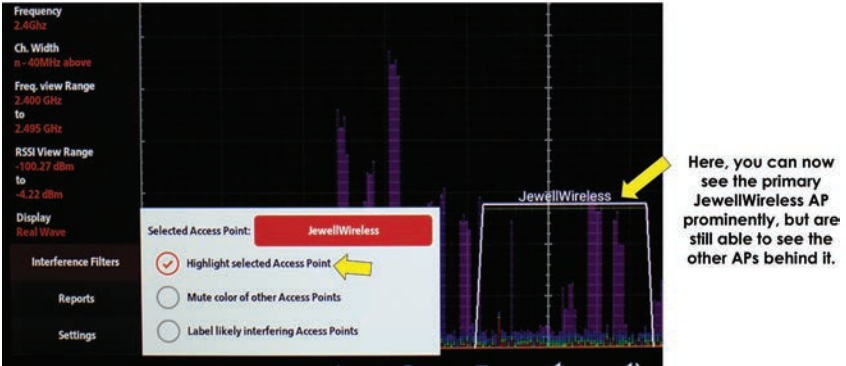 Frequency
2.4Ghz
Ch. Width
n - 40MHz above
Freq. view Range
2.400 GHz
to
2.495 GHz
RSSI View Range
-100.27 dBm
to
-4.22 dBm
Display
Real Wave
Interference Filters
Reports
Settings
Selected Access Point:
JewellWireless
Highlight selected Access Point
Mute color of other Access Points
Label likely interfering Access Points
JewellWireless
Here, you can now
see the primary
JewellWireless AP
prominently, but are
still able to see the
other APs behind it.